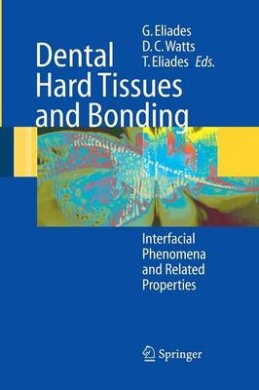 G. Eliades
D. C. Watts
T. Eliades Eds.
Dental
Hard Tissues
and Bonding
Interfacial
Phenomena
and Related
Properties
Springer